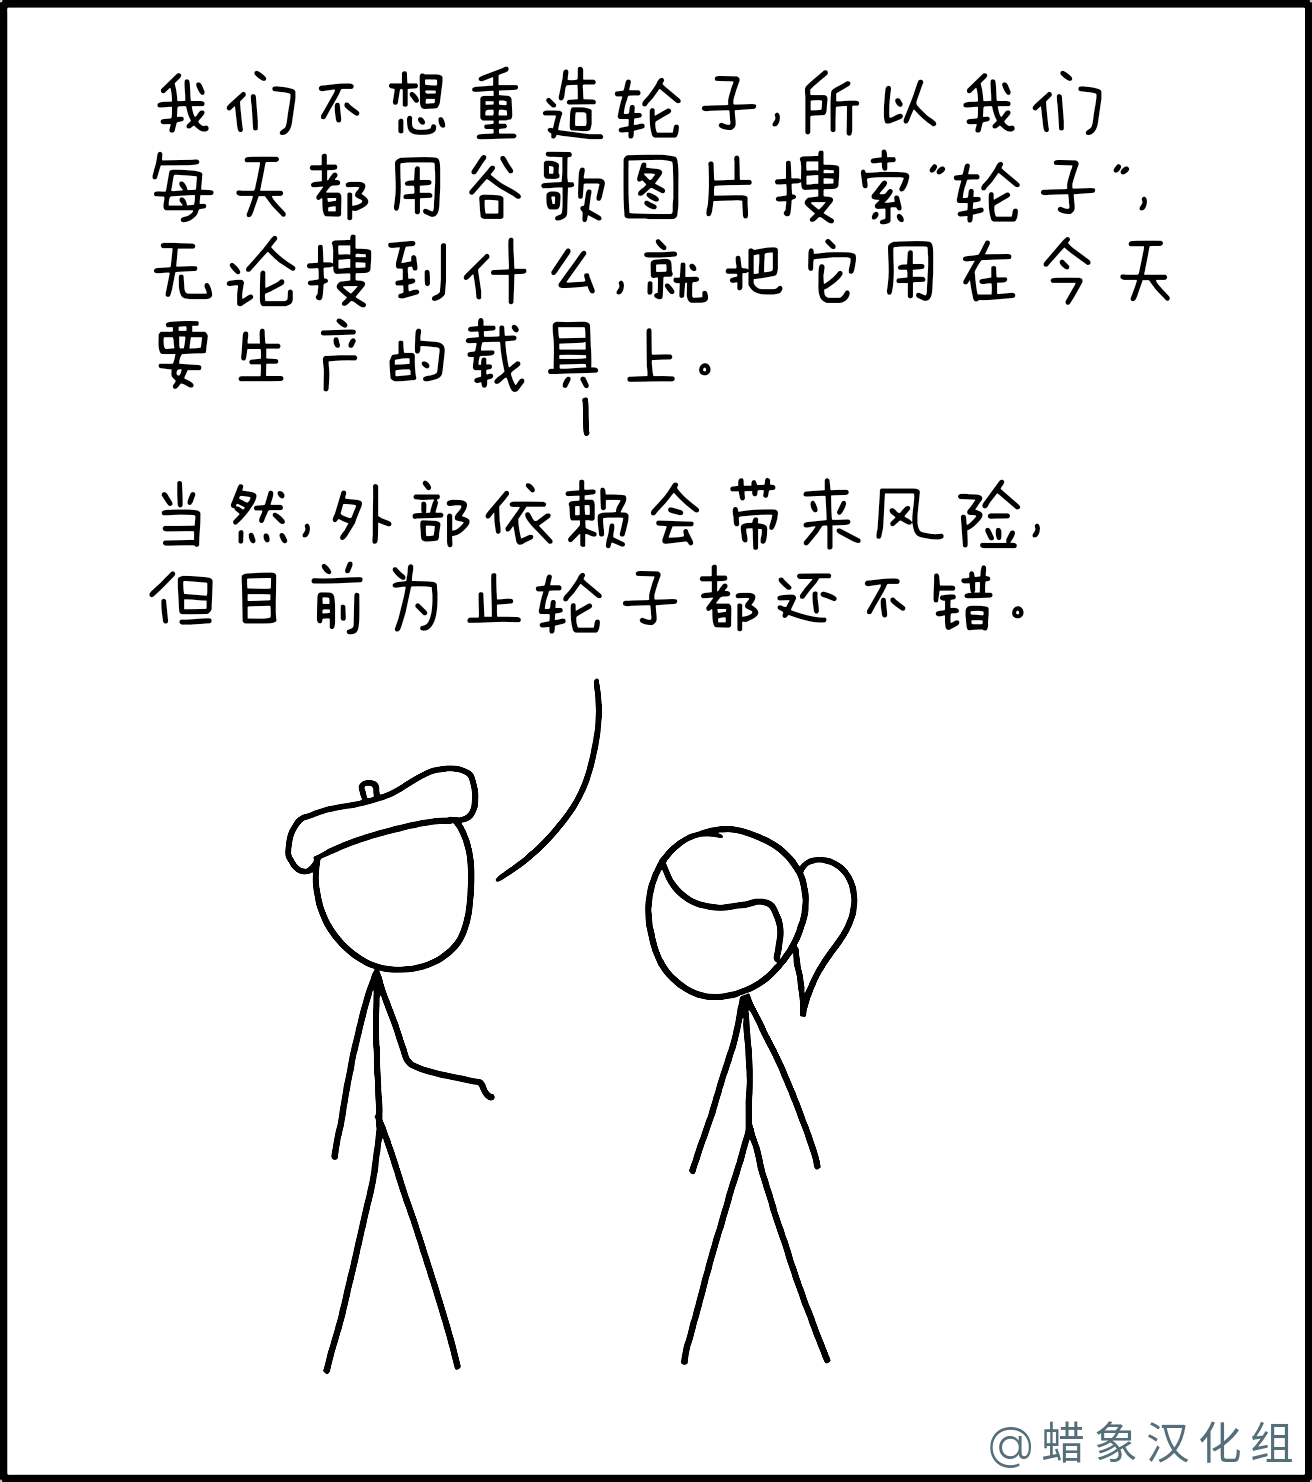 我们不想重造轮子,所以我们
每天都用谷歌图片搜索“轮子”,
无论搜到什么,就把它用在今天
要生产的载具上。
当然,外部依赖会带来风险,
但目前为止轮子都还不错。
@蜡象汉化组